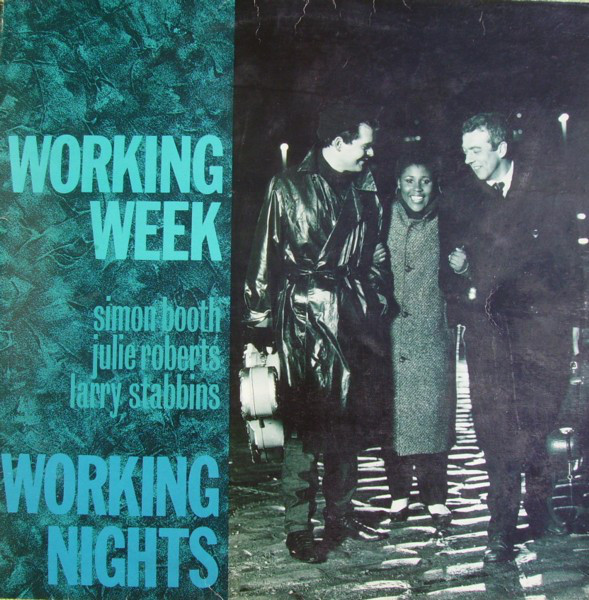 WORKING
WEEK
simon booth
julie roberts
larry stabbins
WORKING
NIGHTS